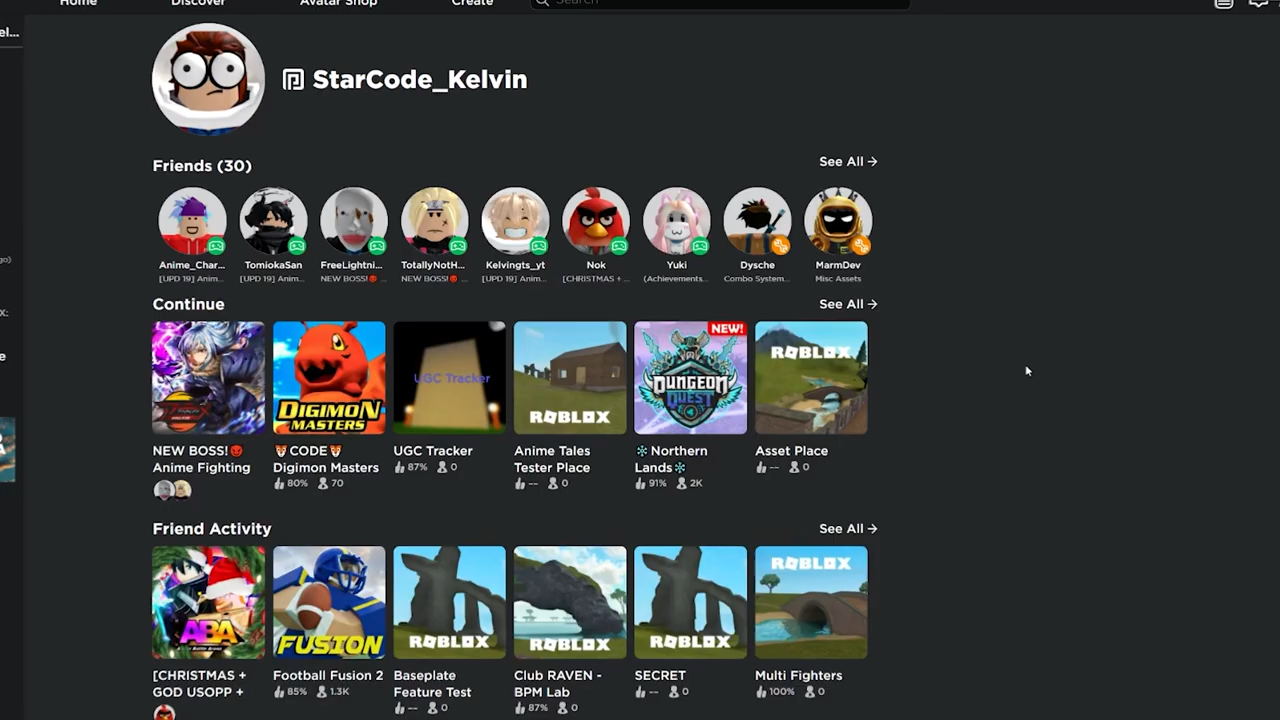 Home Discover Avatar Shop Create Search
el...
StarCode_Kelvin
Friends (30) See All →
Anime_Char... TomiokaSan FreeLightni... TotallyNotH... Kelvingts_yt Nok Yuki Dysche MarmDev
[UPD 19] Anim... [UPD 19] Anim... NEW BOSS! ... NEW BOSS! ... [UPD 19] Anim... [CHRISTMAS + ... (Achievements... Combo System... Misc Assets
go)
Continue See All →
X:
e
DIGIMON
MASTERS
UGC Tracker
ROBLOX
NEW!
DUNGEON
QUEST
ROBLOX
NEW BOSS! Anime Fighting
CODE Digimon Masters
80% 70
UGC Tracker
87% 0
Anime Tales Tester Place
-- 0
Northern Lands
91% 2K
Asset Place
-- 0
Friend Activity See All →
ABA
FUSION
ROBLOX
ROBLOX
ROBLOX
ROBLOX
[CHRISTMAS +
GOD USOPP +
Football Fusion 2
85% 1.3K
Baseplate
Feature Test
-- 0
Club RAVEN -
BPM Lab
87% 0
SECRET
-- 0
Multi Fighters
100% 0